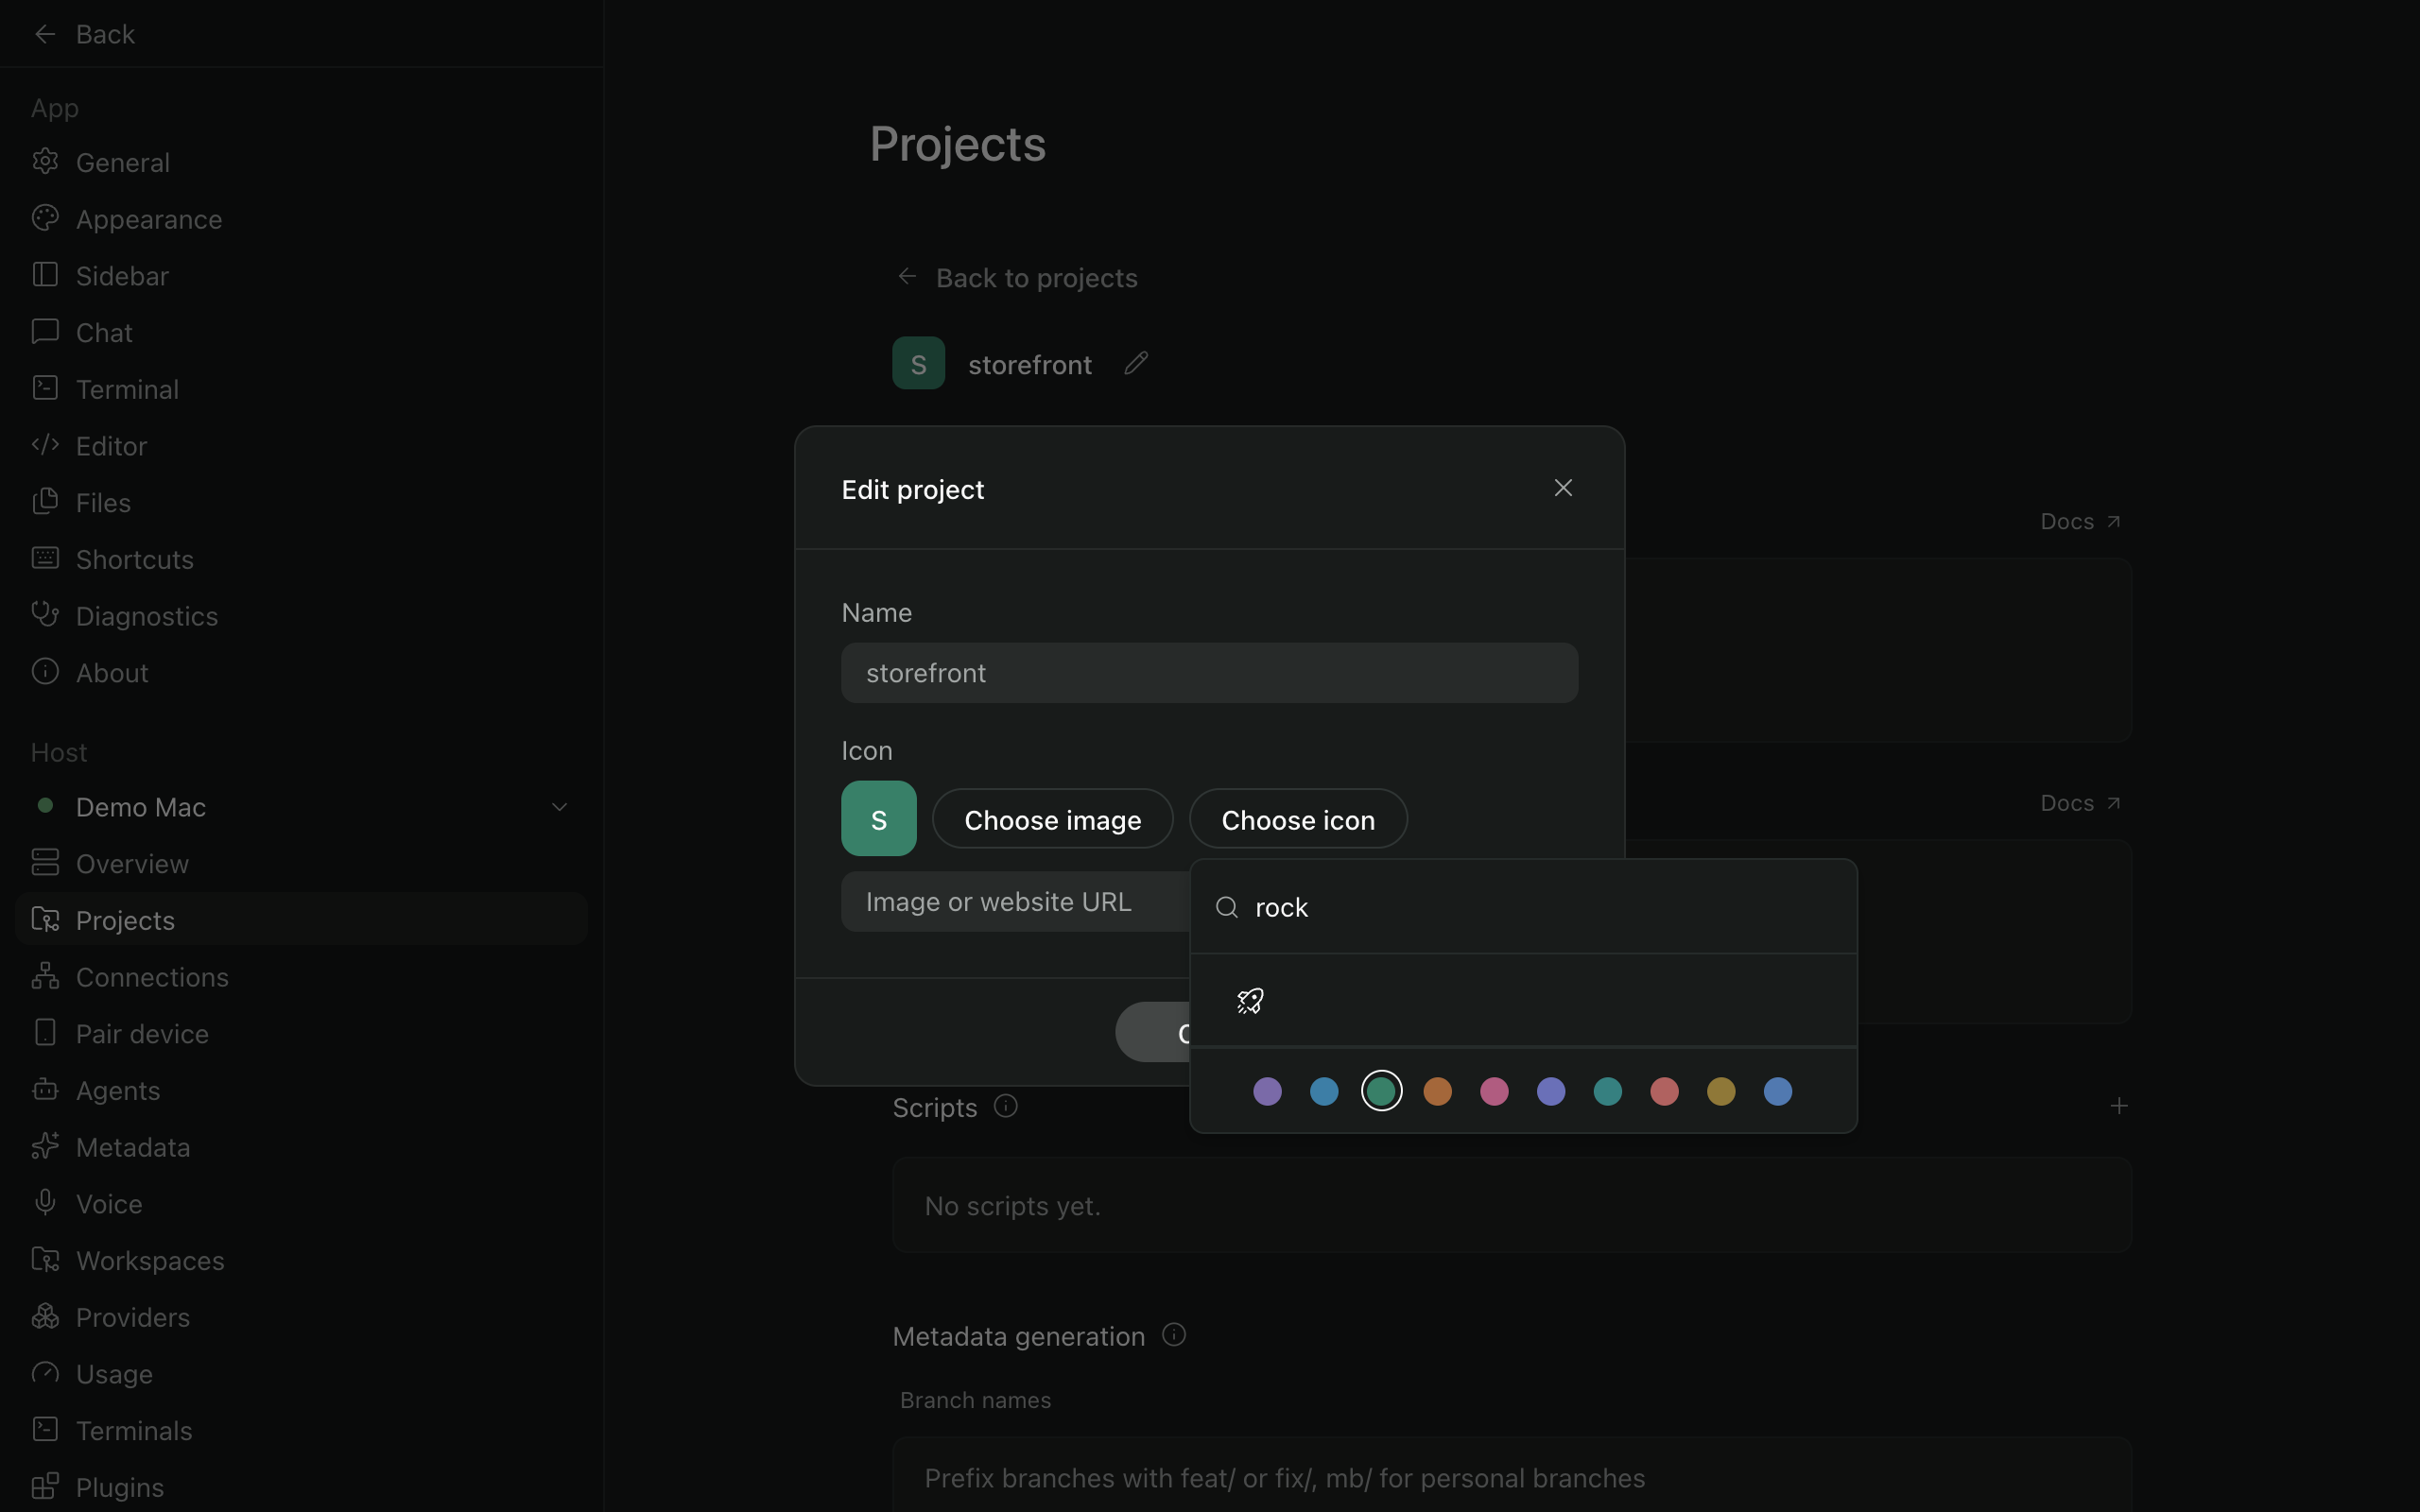 Back
App
General
Appearance
Sidebar
Chat
Terminal
Editor
Files
Shortcuts
Diagnostics
About
Host
Demo Mac
Overview
Projects
Connections
Pair device
Agents
Metadata
Voice
Workspaces
Providers
Usage
Terminals
Plugins
Projects
Back to projects
S storefront
Docs
Docs
Edit project
Name
storefront
Icon
S Choose image Choose icon
Image or website URL
rock
Scripts
No scripts yet.
Metadata generation
Branch names
Prefix branches with feat/ or fix/, mb/ for personal branches